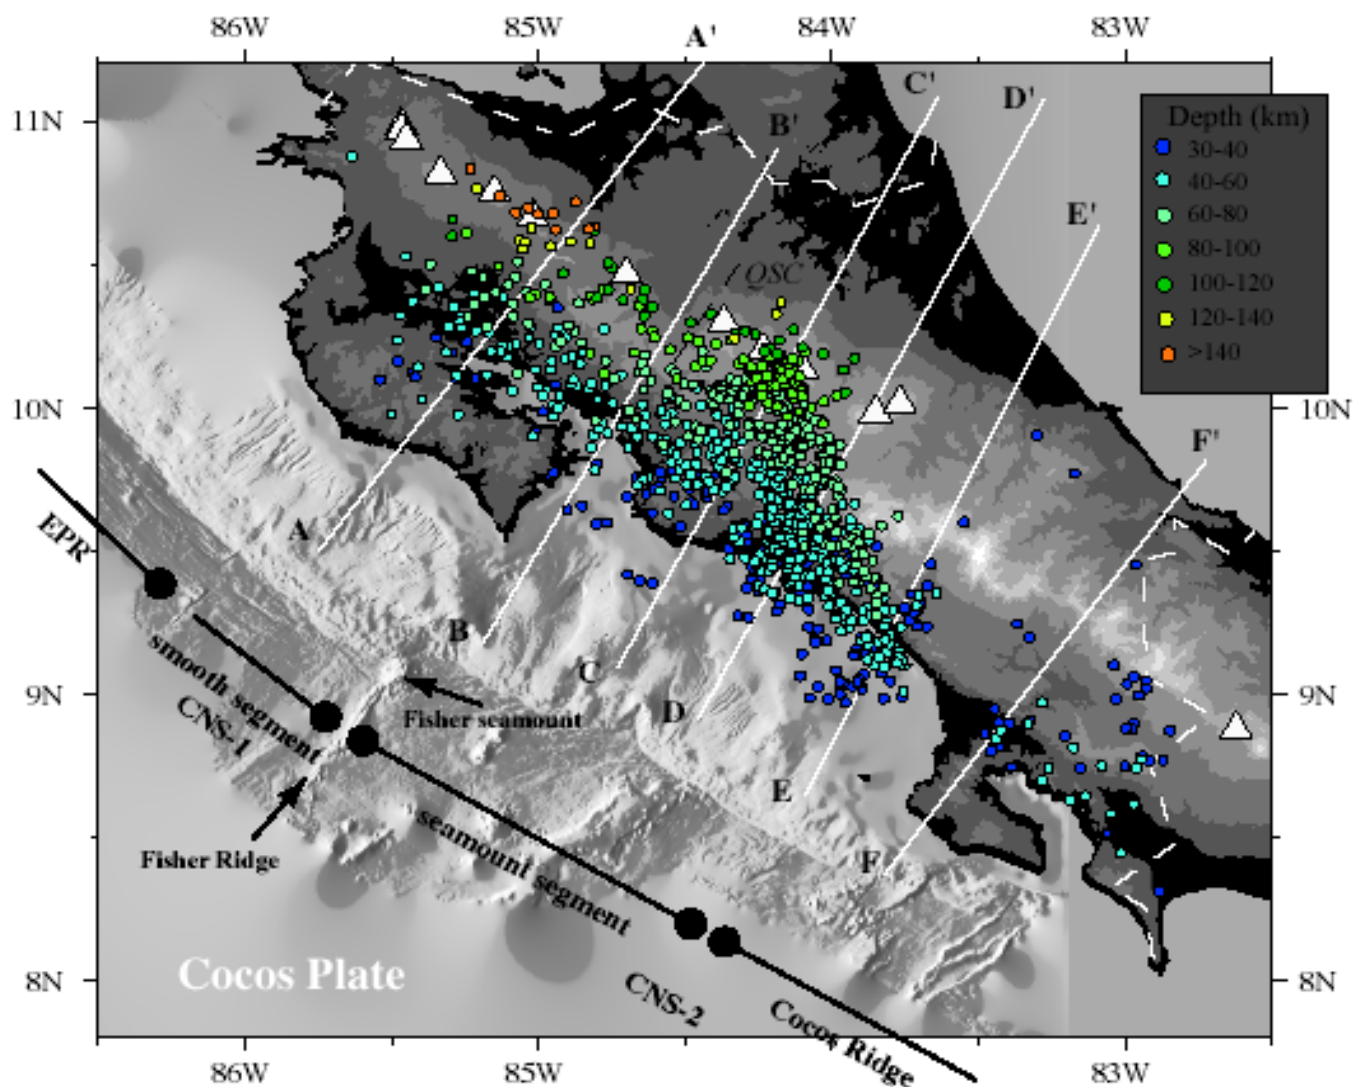 86W 85W 84W 83W
A'
C' D'
11N
B'
Depth (km)
30-40
40-60
60-80
80-100
100-120
120-140
>140
E'
QSC
10N 10N
F'
A
EPR
B
C
smooth segment
CNS-1
Fisher seamount
D
9N 9N
E
Fisher Ridge
seamount segment
F
Cocos Plate
CNS-2
Cocos Ridge
8N 8N
86W 85W 83W